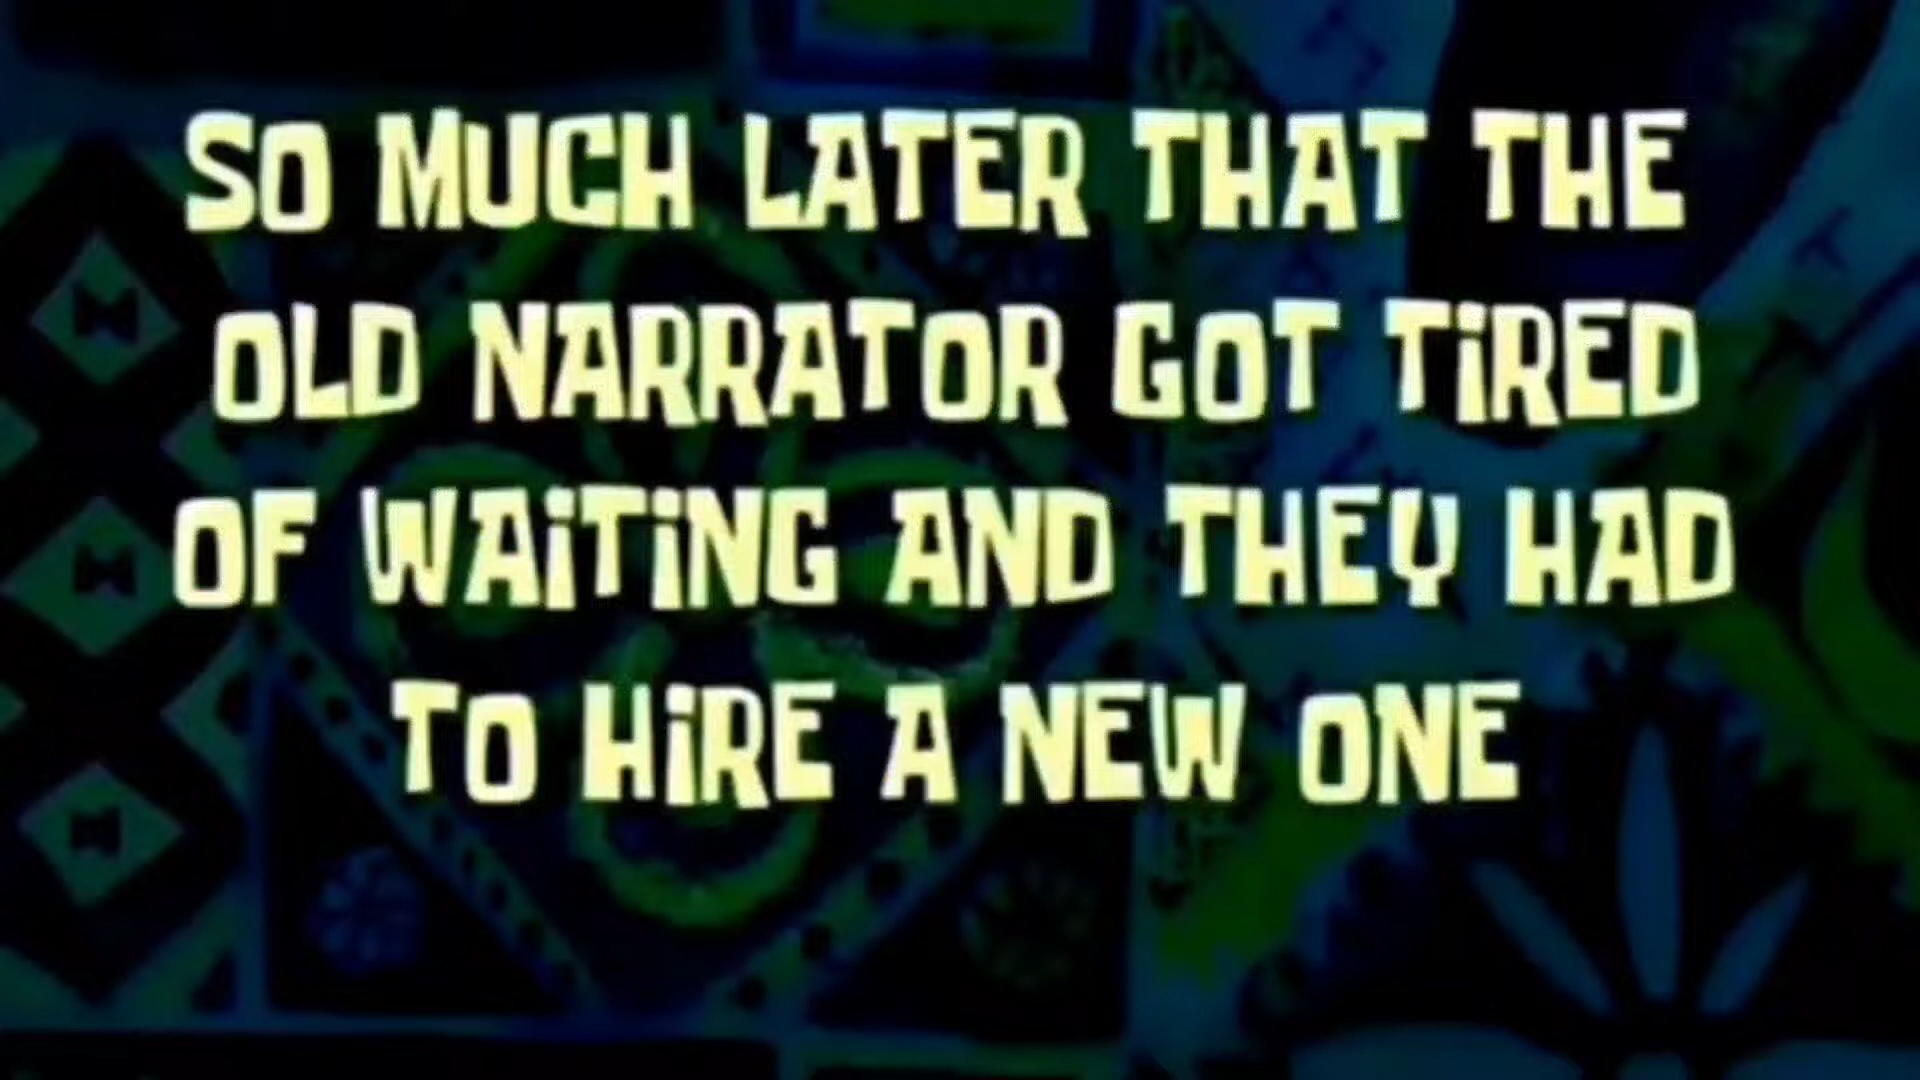 SO MUCH LATER THAT THE
OLD NARRATOR GOT TiRED
OF WAiTiNG AND THEY HAD
TO HiRE A NEW ONE